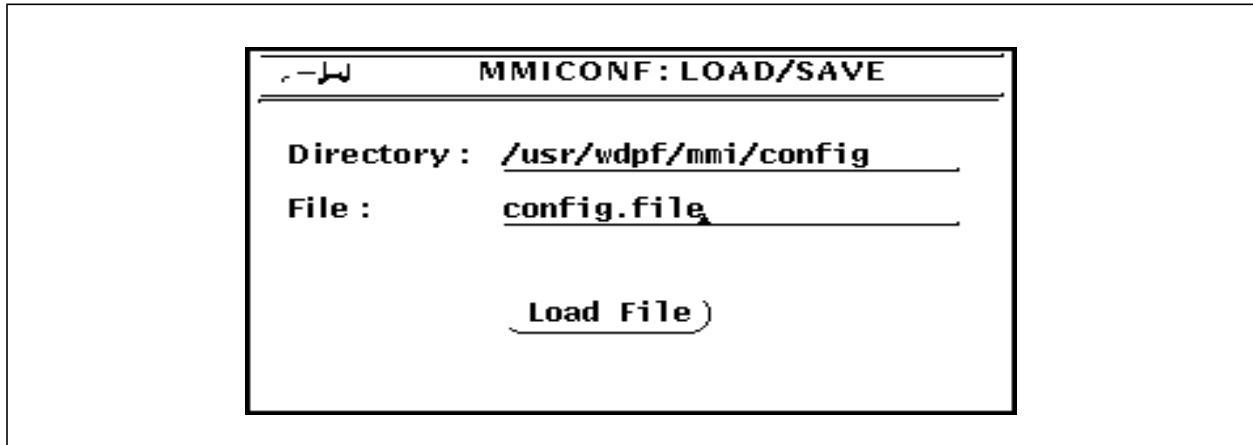 MMICONF: LOAD/SAVE
Directory: /usr/wdpf/mmi/config
File: config.file
Load File